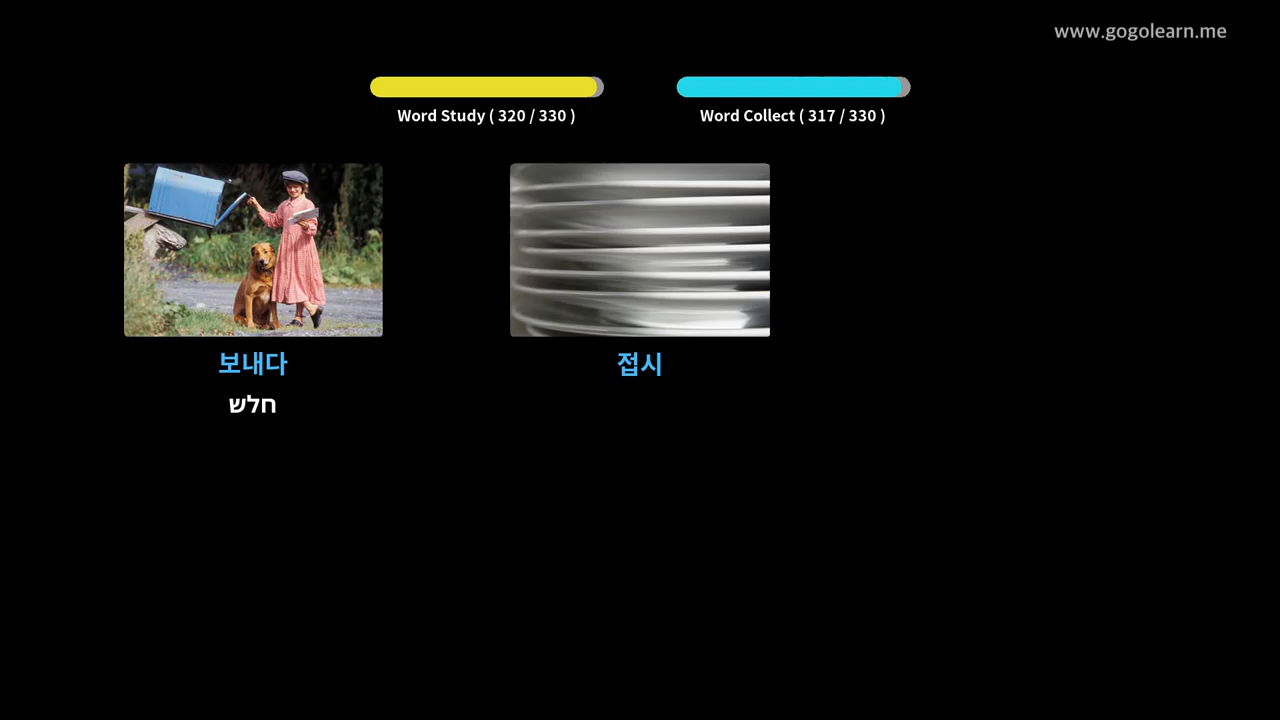 www.gogolearn.me
Word Study ( 320 / 330 )
Word Collect ( 317 / 330 )
보내다
חלש
접시